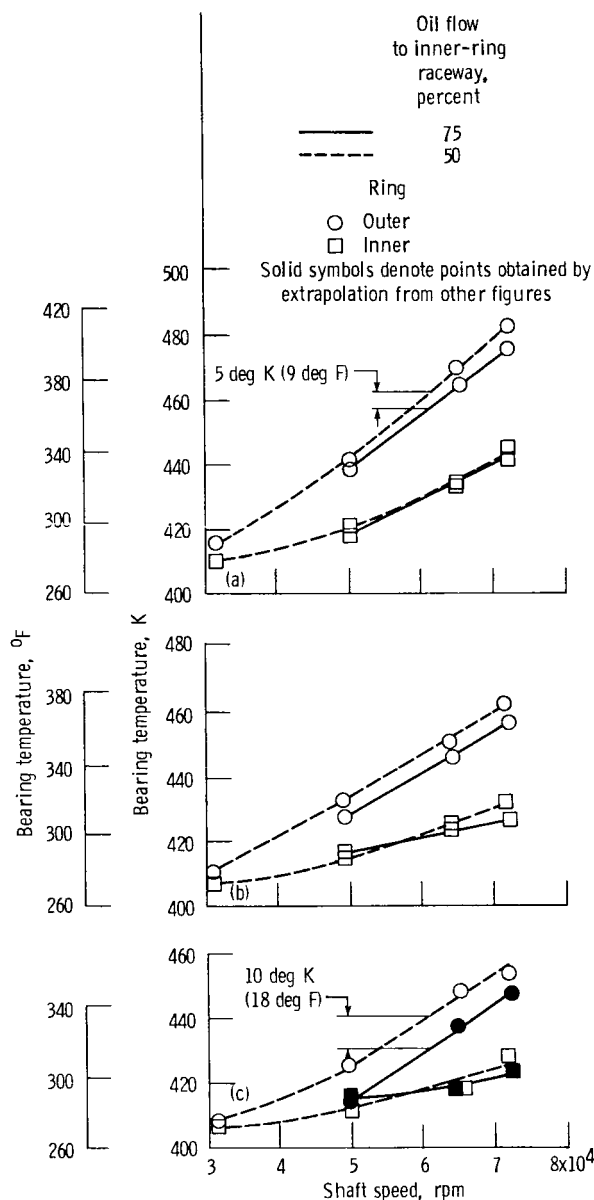 Oil flow
to inner-ring
raceway,
percent
75
50
Ring
Outer
Inner
Solid symbols denote points obtained by
extrapolation from other figures
500
480
460
440
420
400
420
380
340
300
260
5 deg K (9 deg F)
(a)
Bearing temperature, °F
Bearing temperature, K
480
460
440
420
400
380
340
300
260
(b)
460
440
420
400
340
300
260
10 deg K
(18 deg F)
(c)
3 4 5 6 7 8x10⁴
Shaft speed, rpm